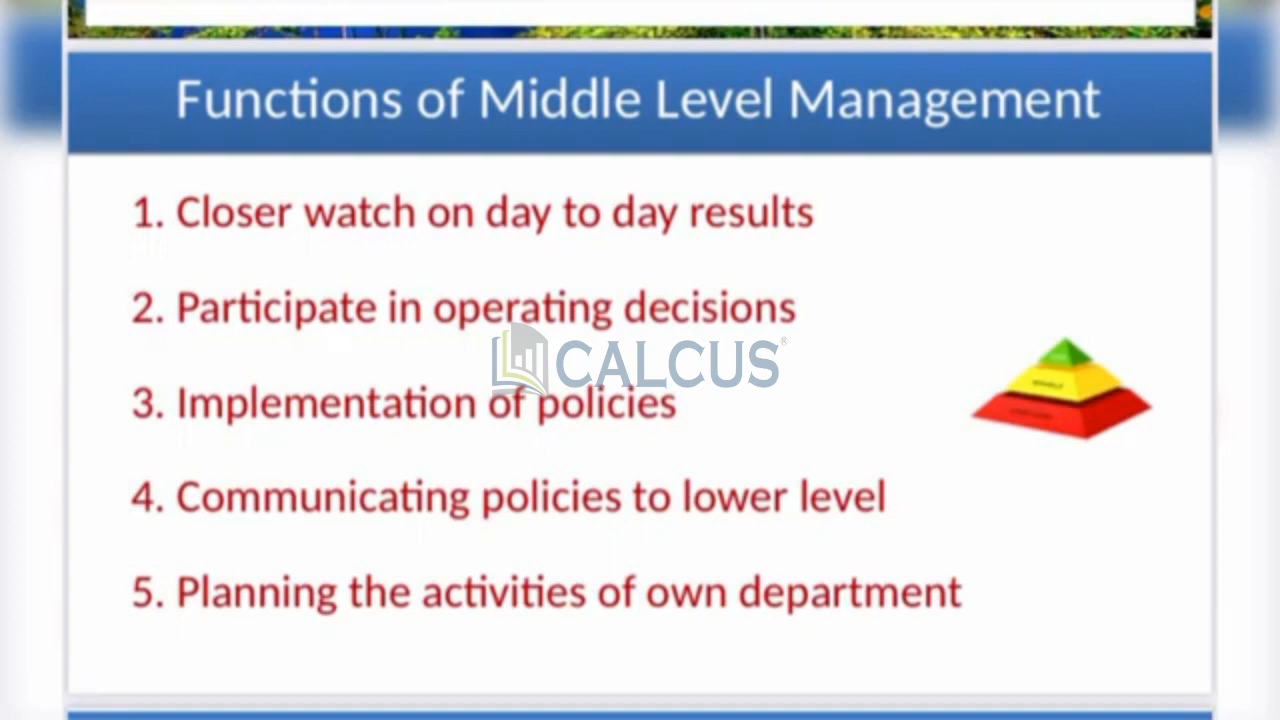 Functions of Middle Level Management
1. Closer watch on day to day results
2. Participate in operating decisions
CALCUS®
3. Implementation of policies
4. Communicating policies to lower level
5. Planning the activities of own department